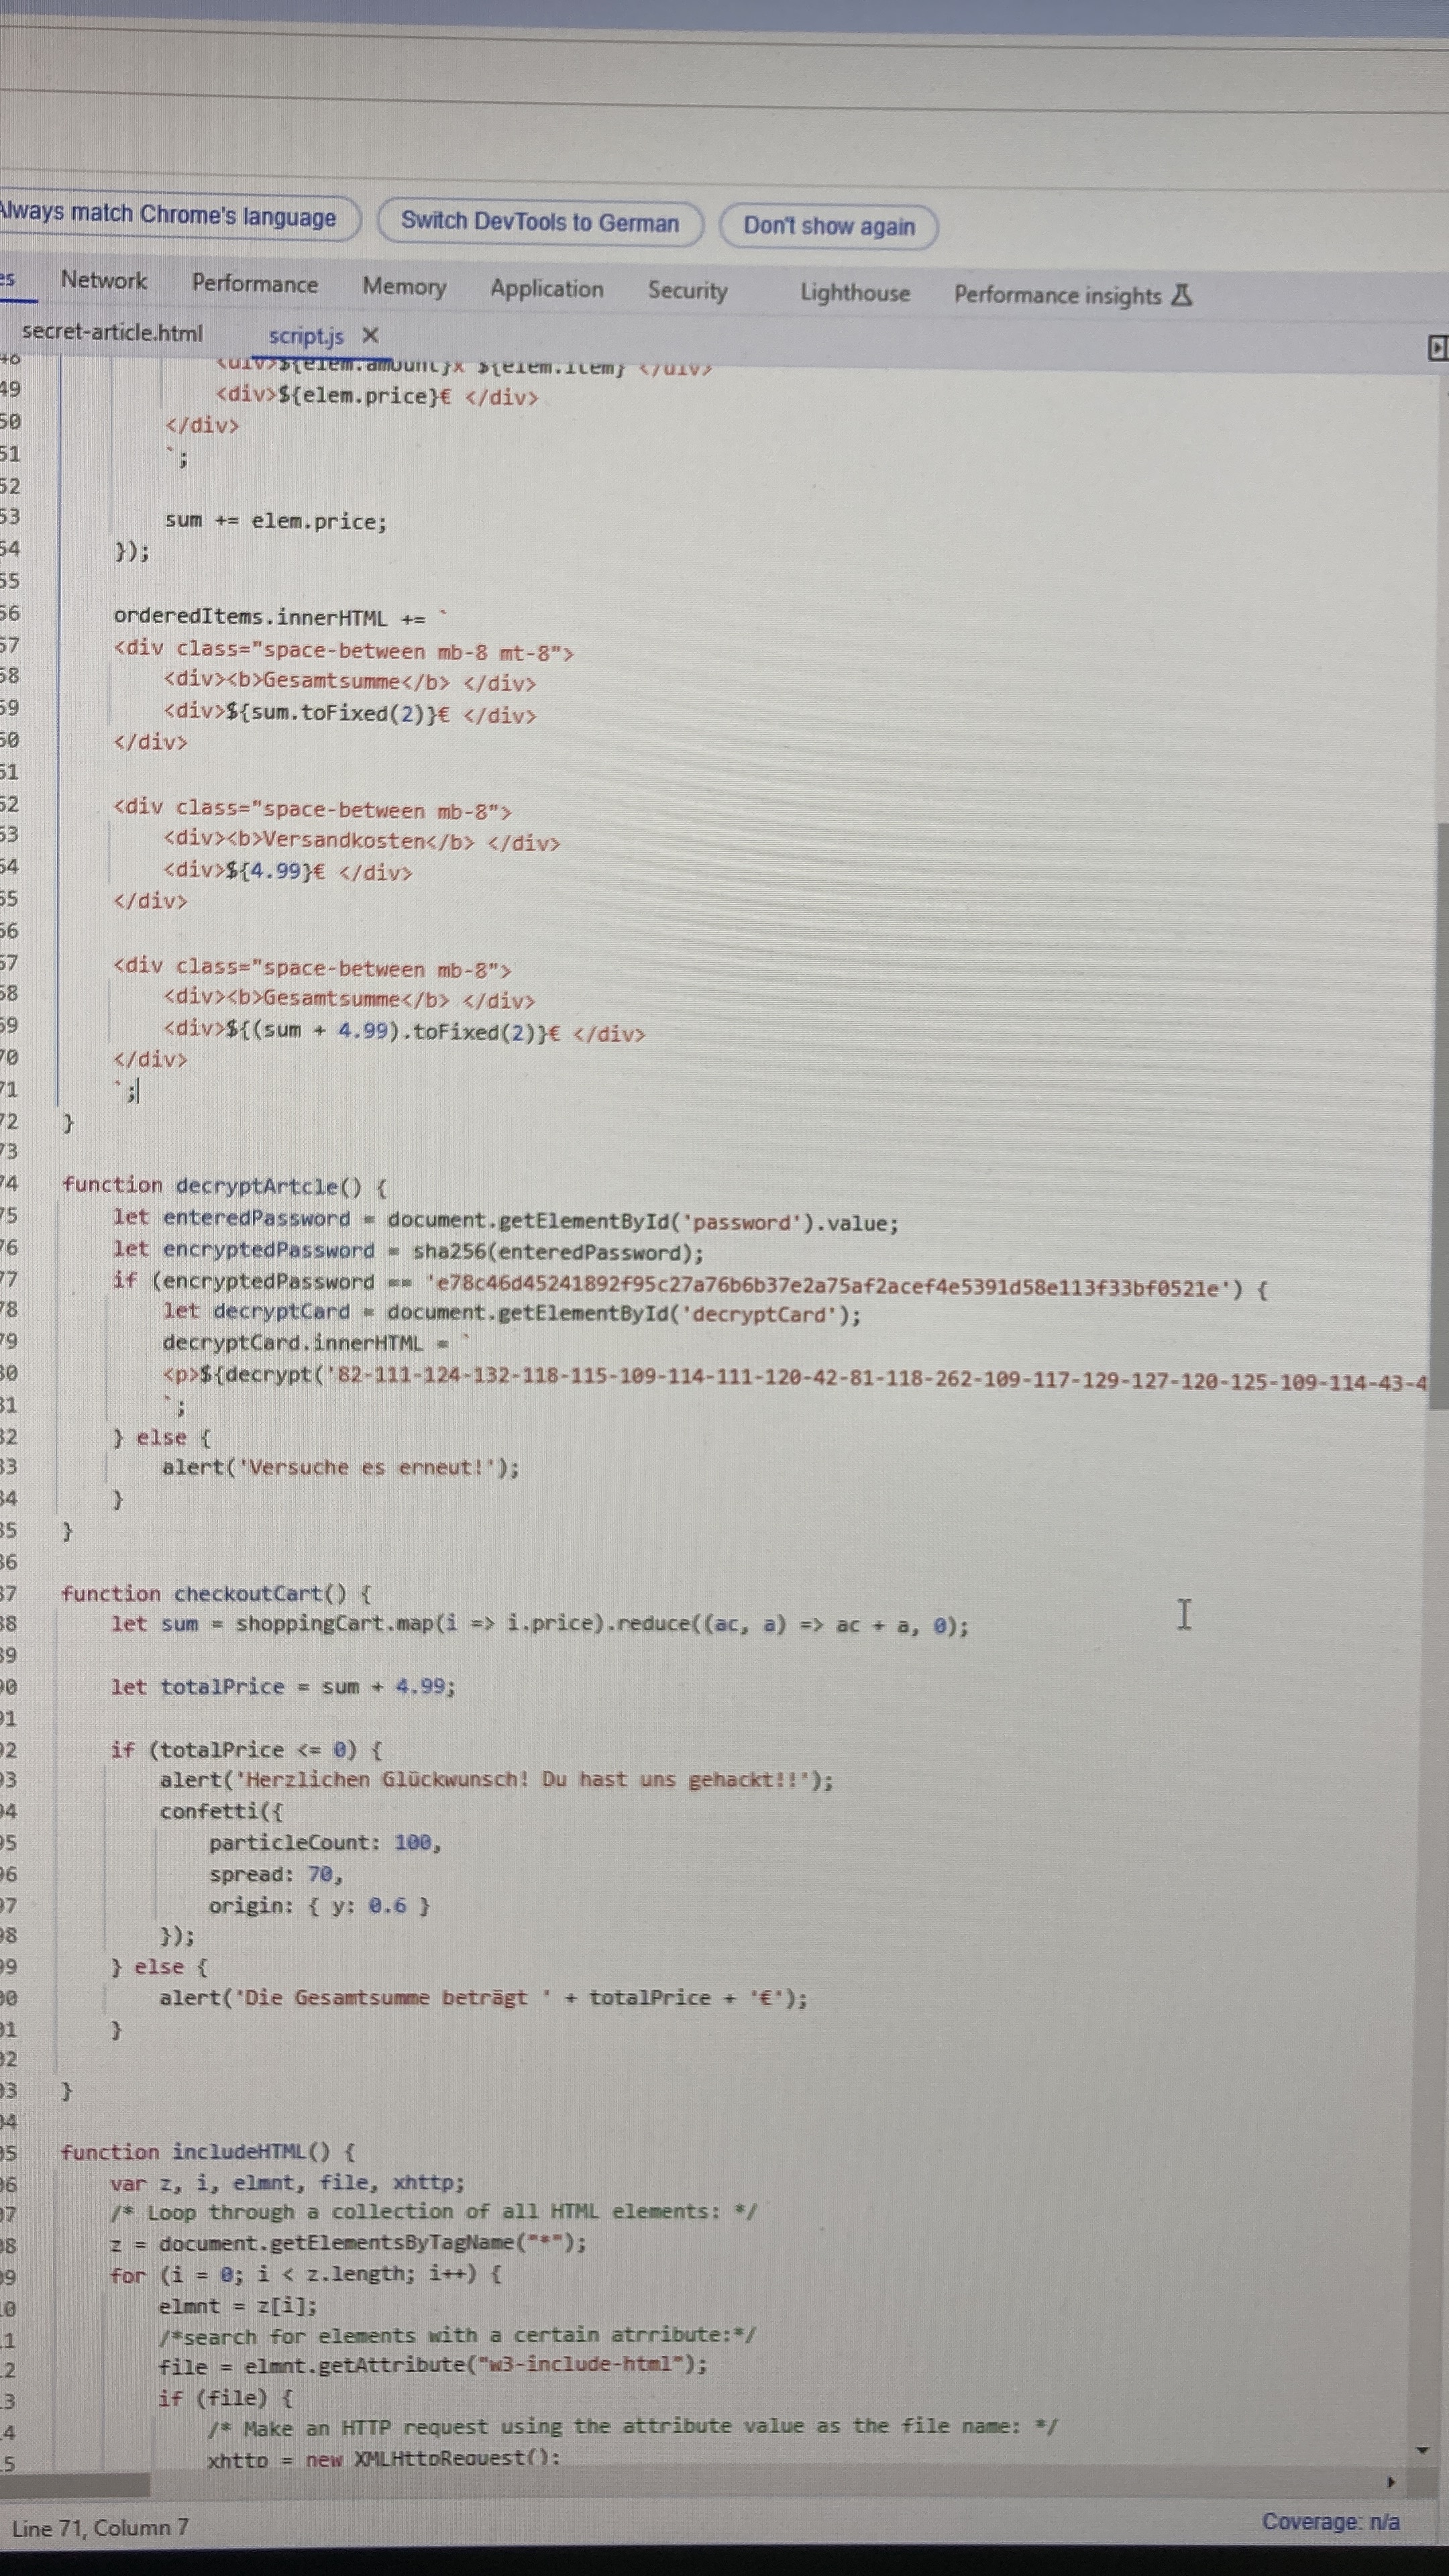 Always match Chrome's language
Switch DevTools to German
Don't show again
es
Network
Performance
Memory
Application
Security
Lighthouse
Performance insights
secret-article.html
script.js
48 <div>${elem.amount}x ${elem.item} </div>
49 <div>${elem.price}€ </div>
50 </div>
51 `;
52
53 sum += elem.price;
54 });
55
56 orderedItems.innerHTML += `
57 <div class="space-between mb-8 mt-8">
58 <div><b>Gesamtsumme</b> </div>
59 <div>${sum.toFixed(2)}€ </div>
60 </div>
61
62 <div class="space-between mb-8">
63 <div><b>Versandkosten</b> </div>
64 <div>${4.99}€ </div>
65 </div>
66
67 <div class="space-between mb-8">
68 <div><b>Gesamtsumme</b> </div>
69 <div>${(sum + 4.99).toFixed(2)}€ </div>
70 </div>
71 `;
72 }
73
74 function decryptArtcle() {
75 let enteredPassword = document.getElementById('password').value;
76 let encryptedPassword = sha256(enteredPassword);
77 if (encryptedPassword == 'e78c46d45241892f95c27a76b6b37e2a75af2acef4e5391d58e113f33bf0521e') {
78 let decryptCard = document.getElementById('decryptCard');
79 decryptCard.innerHTML = `
80 <p>${decrypt('82-111-124-132-118-115-109-114-111-120-42-81-118-262-109-117-129-127-120-125-109-114-43-4
81 `;
82 } else {
83 alert('Versuche es erneut!');
84 }
85 }
86
87 function checkoutCart() {
88 let sum = shoppingCart.map(i => i.price).reduce((ac, a) => ac + a, 0);
89
90 let totalPrice = sum + 4.99;
91
92 if (totalPrice <= 0) {
93 alert('Herzlichen Glückwunsch! Du hast uns gehackt!!');
94 confetti({
95 particleCount: 100,
96 spread: 70,
97 origin: { y: 0.6 }
98 });
99 } else {
00 alert('Die Gesamtsumme beträgt ' + totalPrice + '€');
01 }
02
03 }
04
05 function includeHTML() {
06 var z, i, elmnt, file, xhttp;
07 /* Loop through a collection of all HTML elements: */
08 z = document.getElementsByTagName("*");
09 for (i = 0; i < z.length; i++) {
10 elmnt = z[i];
11 /*search for elements with a certain atrribute:*/
12 file = elmnt.getAttribute("w3-include-html");
13 if (file) {
14 /* Make an HTTP request using the attribute value as the file name: */
15 xhttp = new XMLHttpRequest();
Line 71, Column 7
Coverage: n/a